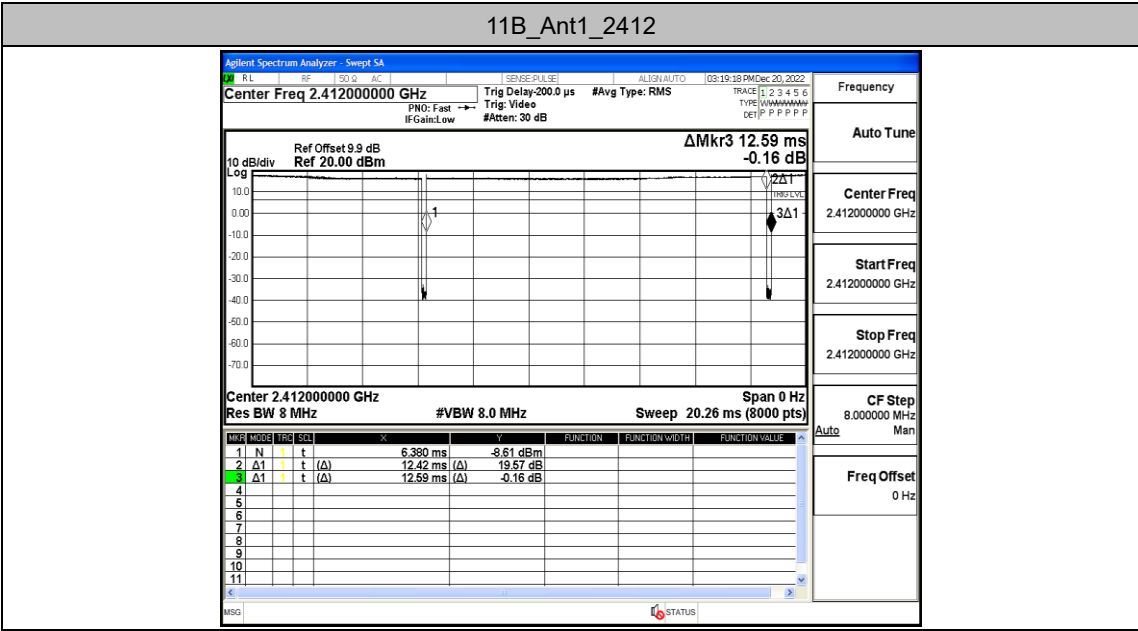 11B_Ant1_2412
Agilent Spectrum Analyzer - Swept SA
RL RF 50 Ω AC SENSE:PULSE ALIGN AUTO 03:19:18 PM Dec 20, 2022
Center Freq 2.412000000 GHz
PNO: Fast
IFGain:Low
Trig Delay-200.0 µs #Avg Type: RMS
Trig: Video
#Atten: 30 dB
TRACE 1 2 3 4 5 6
TYPE
DET P P P P P P
ΔMkr3 12.59 ms
-0.16 dB
Ref Offset 9.9 dB
10 dB/div Ref 20.00 dBm
Log
10.0
0.00
-10.0
-20.0
-30.0
-40.0
-50.0
-60.0
-70.0
1
2Δ1
TRIG LVL
3Δ1
Center 2.412000000 GHz Span 0 Hz
Res BW 8 MHz #VBW 8.0 MHz Sweep 20.26 ms (8000 pts)
MKR MODE TRC SCL X Y FUNCTION FUNCTION WIDTH FUNCTION VALUE
1 N 1 t 6.380 ms -8.61 dBm
2 Δ1 1 t (Δ) 12.42 ms (Δ) 19.57 dB
3 Δ1 1 t (Δ) 12.59 ms (Δ) -0.16 dB
4
5
6
7
8
9
10
11
MSG STATUS
Frequency
Auto Tune
Center Freq
2.412000000 GHz
Start Freq
2.412000000 GHz
Stop Freq
2.412000000 GHz
CF Step
8.000000 MHz
Auto Man
Freq Offset
0 Hz